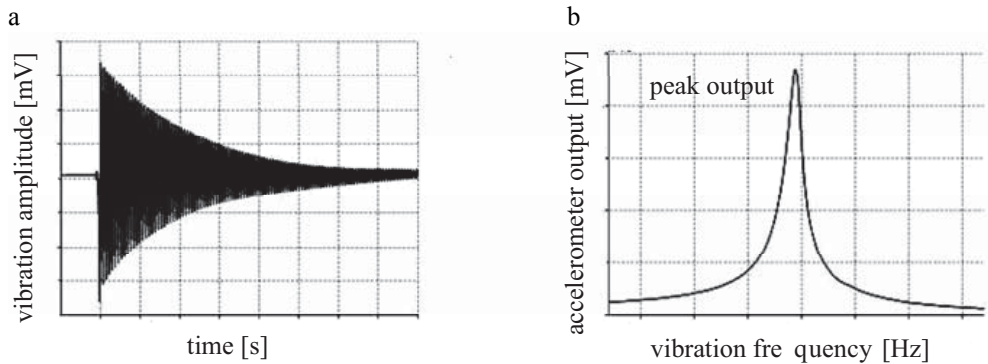 a
vibration amplitude [mV]
time [s]
b
accelerometer output [mV]
peak output
vibration fre quency [Hz]